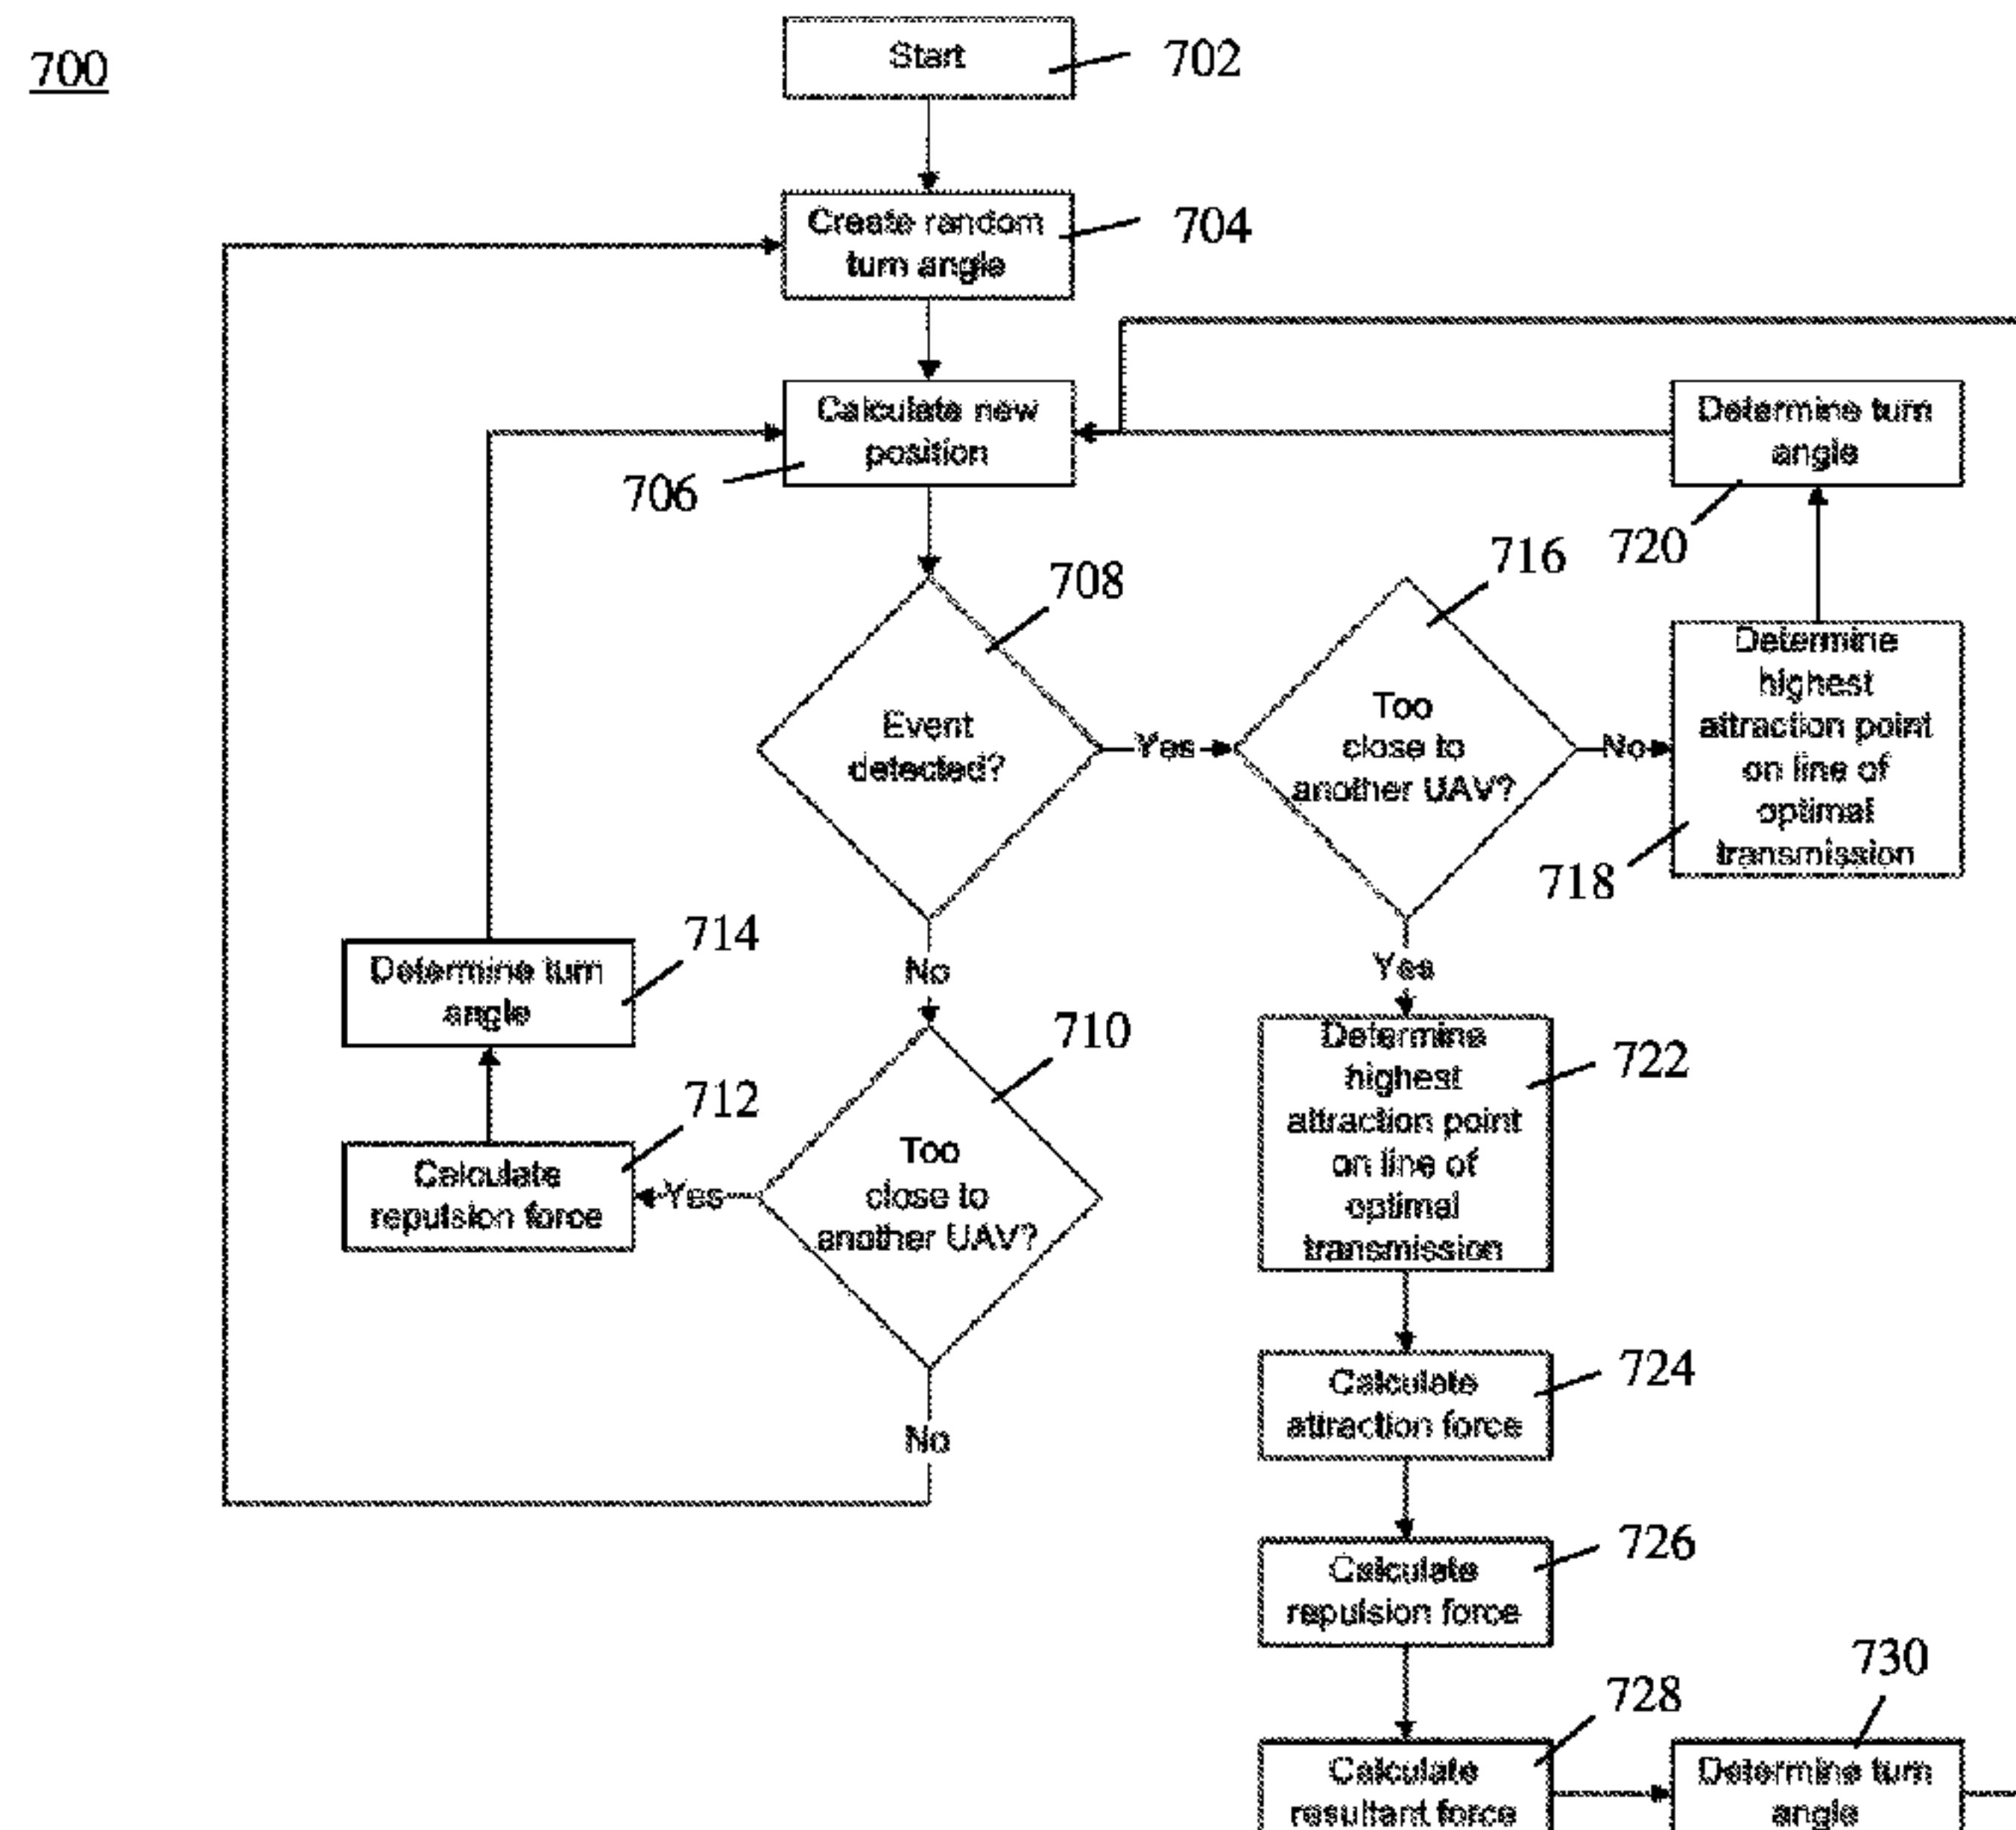 700
Start
702
Create random
turn angle
704
Calculate new
position
706
Determine turn
angle
720
708
Event
detected?
716
Too
close to
another UAV?
Yes
No
Determine
highest
attraction point
on line of
optimal
transmission
718
No
Yes
714
Determine turn
angle
710
Too
close to
another UAV?
712
Calculate
repulsion force
Yes
No
Determine
highest
attraction point
on line of
optimal
transmission
722
Calculate
attraction force
724
Calculate
repulsion force
726
Calculate
resultant force
728
Determine turn
angle
730